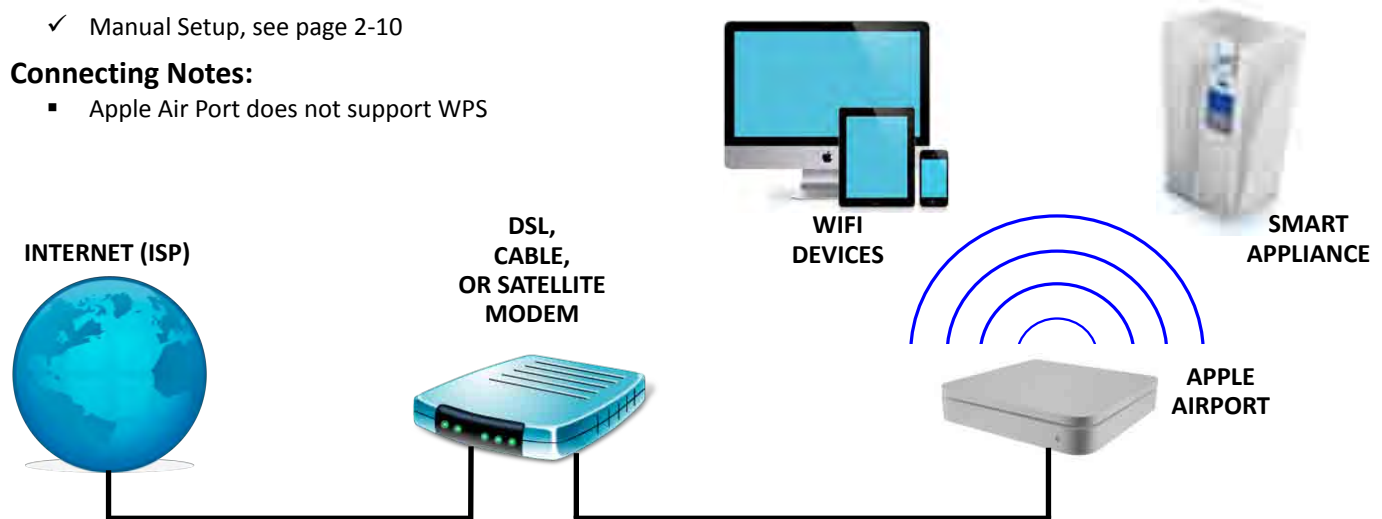 ✓ Manual Setup, see page 2-10
Connecting Notes:
▪ Apple Air Port does not support WPS
INTERNET (ISP)
DSL,
CABLE,
OR SATELLITE
MODEM
WIFI
DEVICES
SMART
APPLIANCE
APPLE
AIRPORT